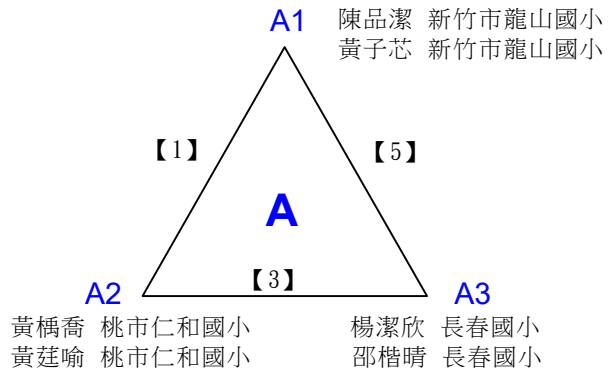 A1
陳品潔 新竹市龍山國小
黃子芯 新竹市龍山國小
【1】
【5】
A
【3】
A2
A3
黃楀喬 桃市仁和國小
黃莛喻 桃市仁和國小
楊潔欣 長春國小
邵楷晴 長春國小